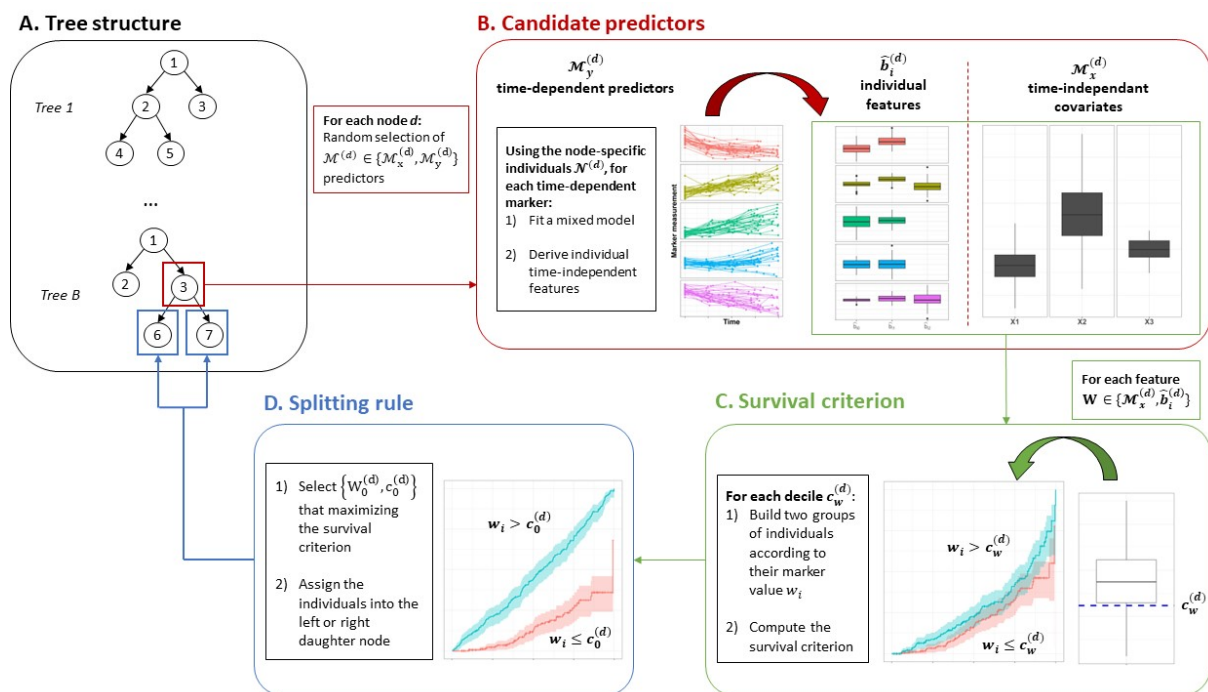 A. Tree structure
Tree 1
1
2
3
4
5
...
Tree B
1
2
3
6
7
For each node d:
Random selection of
𝓜^(d) ∈ {𝓜_x^(d), 𝓜_y^(d)}
predictors
B. Candidate predictors
𝓜_y^(d)
time-dependent predictors
Using the node-specific
individuals 𝓝^(d), for
each time-dependent
marker:
1) Fit a mixed model
2) Derive individual
time-independent
features
Marker measurement
Time
b̂_i^(d)
individual
features
𝓜_x^(d)
time-independant
covariates
X1
X2
X3
For each feature
W ∈ {𝓜_x^(d), b̂_i^(d)}
C. Survival criterion
For each decile c_w^(d):
1) Build two groups
of individuals
according to
their marker
value w_i
2) Compute the
survival criterion
w_i > c_w^(d)
w_i ≤ c_w^(d)
c_w^(d)
D. Splitting rule
1) Select {W_0^(d), c_0^(d)}
that maximizing
the survival
criterion
2) Assign the
individuals into the
left or right
daughter node
w_i > c_0^(d)
w_i ≤ c_0^(d)